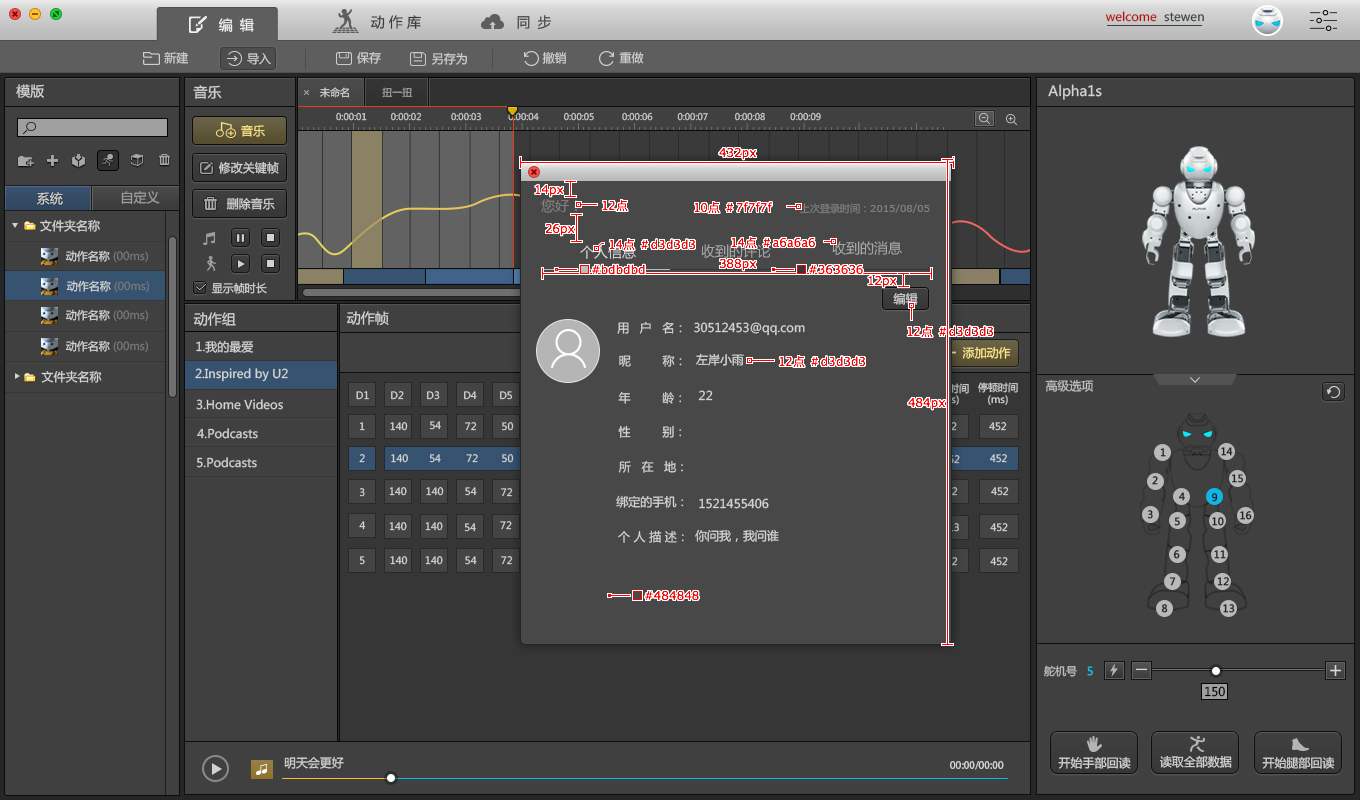 编 辑
动 作 库
同 步
welcome stewen
新建
导入
保存
另存为
撤销
重做
模版
系统
自定义
文件夹名称
动作名称 (00ms)
动作名称 (00ms)
动作名称 (00ms)
动作名称 (00ms)
文件夹名称
音乐
音乐
修改关键帧
删除音乐
显示帧时长
× 未命名
扭一扭
0:00:01 0:00:02 0:00:03 0:00:04 0:00:05 0:00:06 0:00:07 0:00:08 0:00:09
动作组
1.我的最爱
2.Inspired by U2
3.Home Videos
4.Podcasts
5.Podcasts
动作帧
添加动作
D1 D2 D3 D4 D5
停顿时间
(ms)
1 140 54 72 50 452
2 140 54 72 50 452
3 140 140 54 72 452
4 140 140 54 72 452
5 140 140 54 72 452
432px
14px
您好
12点
10点 #7f7f7f
上次登录时间：2015/08/05
26px
个人信息
14点 #d3d3d3
收到的评论
14点 #a6a6a6
收到的消息
#bdbdbd
388px
#363636
12px
编辑
12点 #d3d3d3
用 户 名： 30512453@qq.com
昵 称： 左岸小雨
12点 #d3d3d3
年 龄： 22
484px
性 别：
所 在 地：
绑定的手机： 1521455406
个 人 描 述： 你问我，我问谁
#484848
明天会更好
00:00/00:00
Alpha1s
高级选项
1
2
3
4
5
6
7
8
9
10
11
12
13
14
15
16
舵机号 5
150
开始手部回读
读取全部数据
开始腿部回读